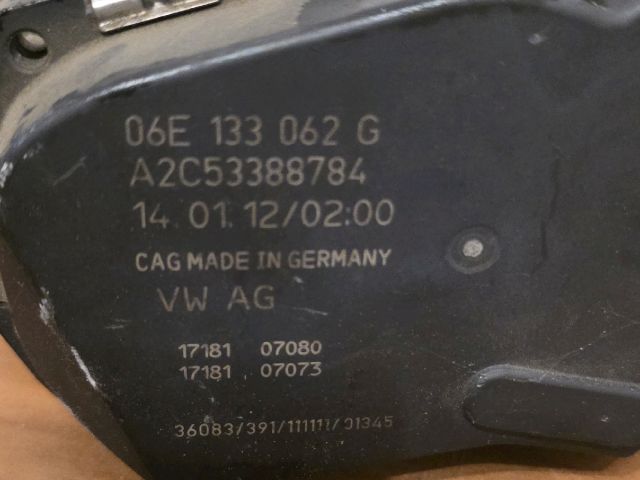 06E 133 062 G
A2C53388784
14 01 12/02:00
CAG MADE IN GERMANY
VW AG
17181 07080
17181 07073
36083/391/111111/01345